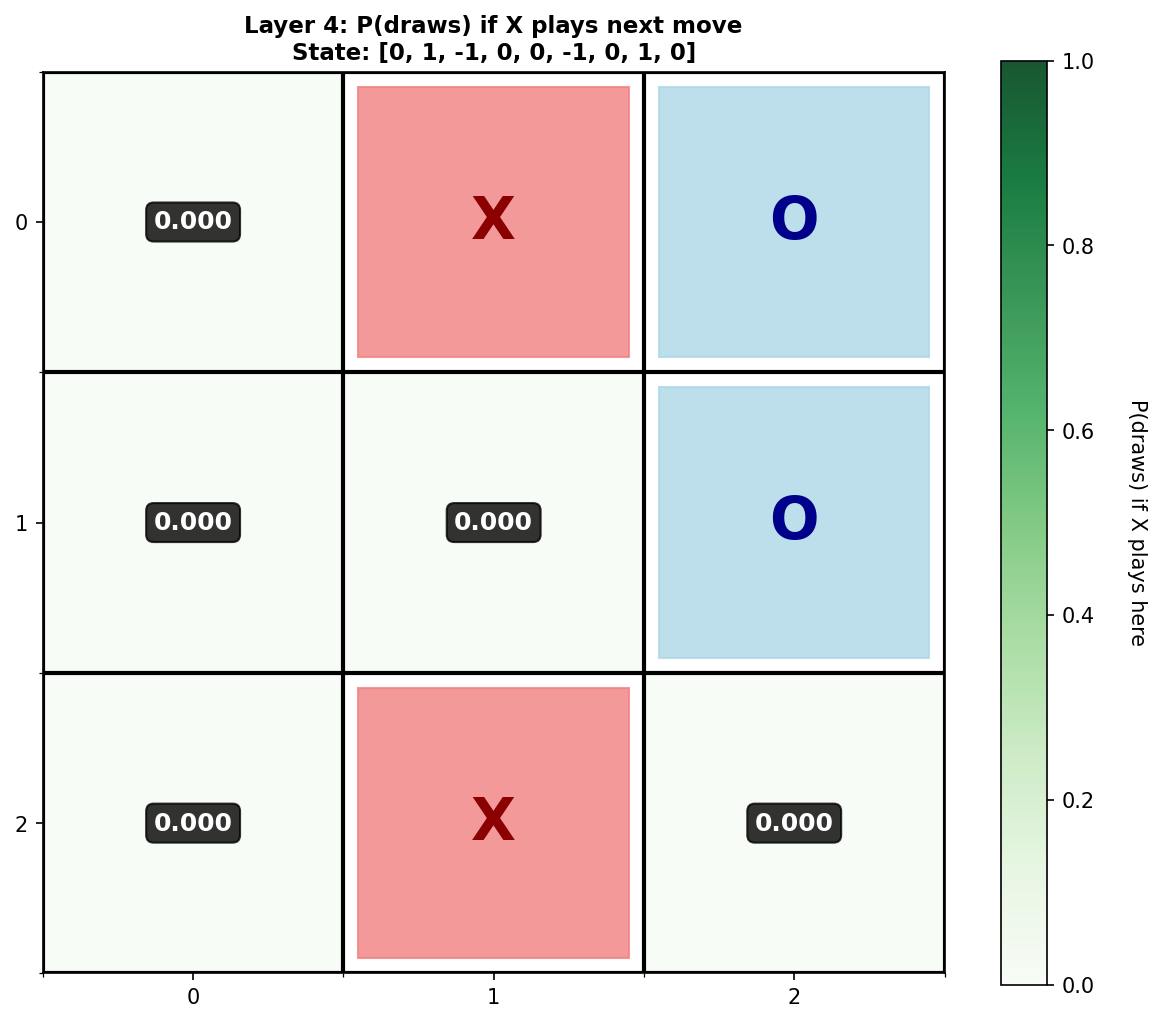 Layer 4: P(draws) if X plays next move
State: [0, 1, -1, 0, 0, -1, 0, 1, 0]
0
0.000
X
O
1
0.000
0.000
O
2
0.000
X
0.000
0
1
2
1.0
0.8
0.6
0.4
0.2
0.0
P(draws) if X plays here